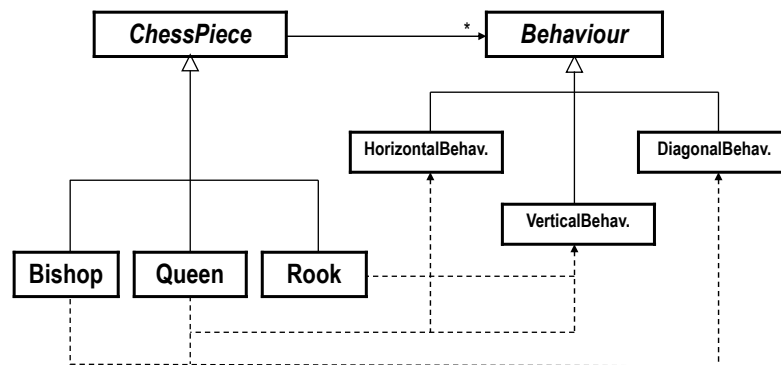 ChessPiece
*
Behaviour
HorizontalBehav.
DiagonalBehav.
VerticalBehav.
Bishop
Queen
Rook